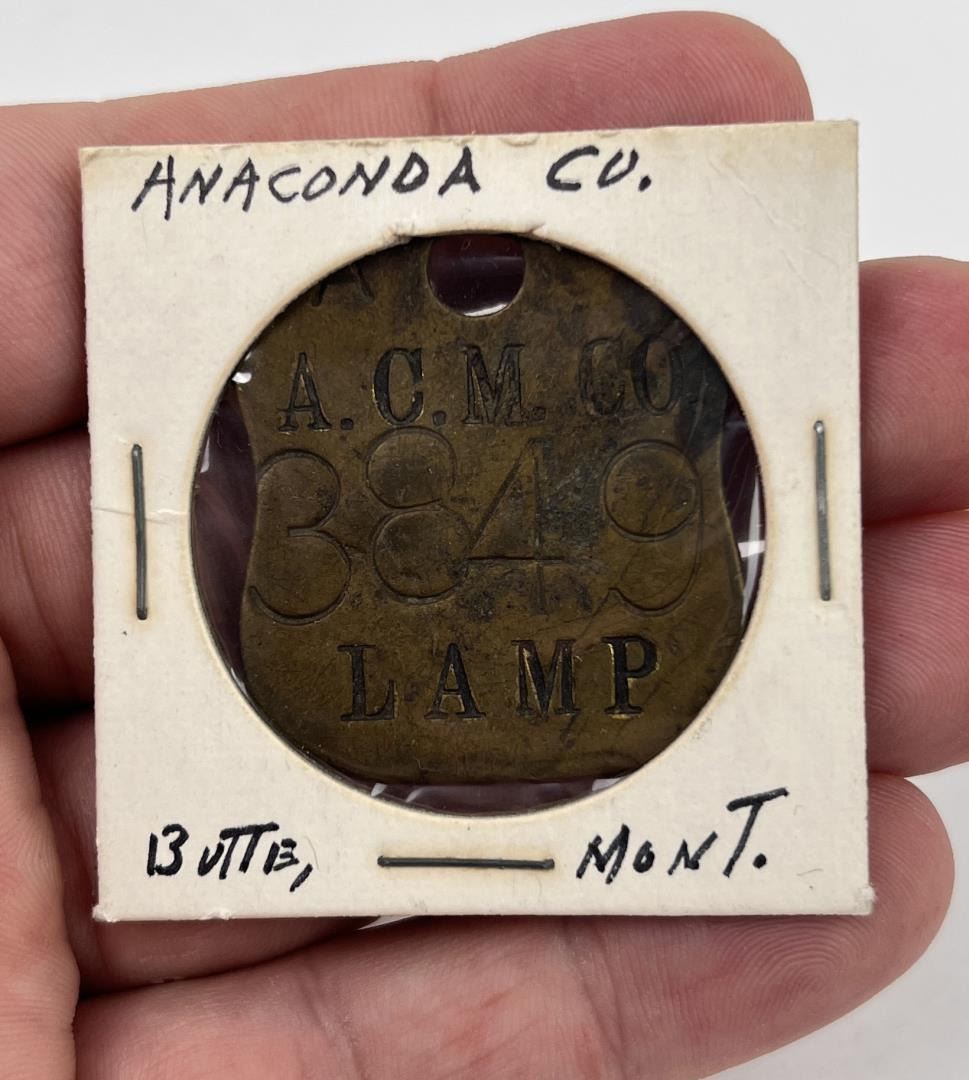 ANACONDA CO.
A
A.C.M. CO.
3849
LAMP
BUTTE, MONT.